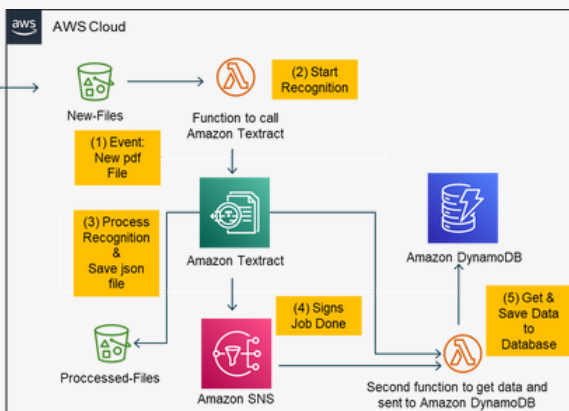 aws
AWS Cloud
(2) Start
Recognition
New-Files
Function to call
Amazon Textract
(1) Event:
New pdf
File
(3) Process
Recognition
&
Save json
file
Amazon Textract
Amazon DynamoDB
(4) Signs
Job Done
(5) Get &
Save Data
to
Database
Proccessed-Files
Amazon SNS
Second function to get data and
sent to Amazon DynamoDB